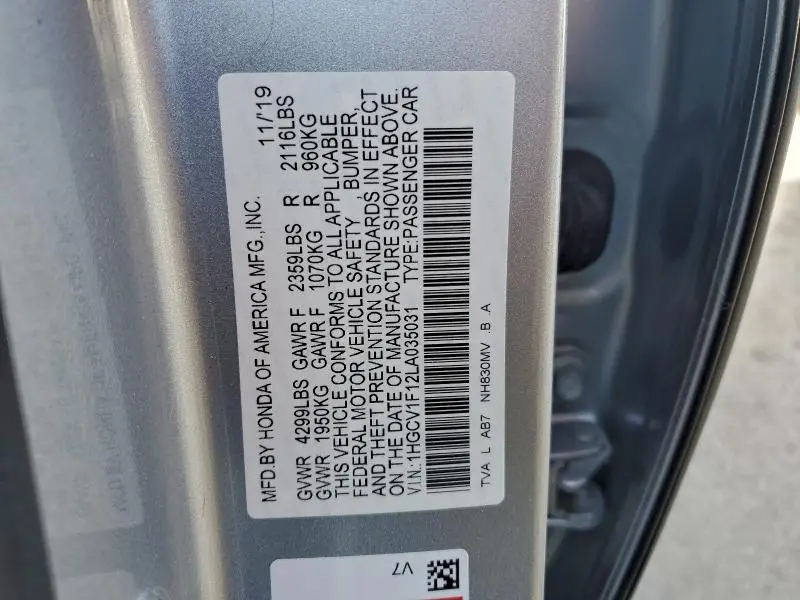 MFD.BY HONDA OF AMERICA MFG.,INC. 11/'19
GVWR 4299LBS GAWR F 2359LBS R 2116LBS
GVWR 1950KG GAWR F 1070KG R 960KG
THIS VEHICLE CONFORMS TO ALL APPLICABLE
FEDERAL MOTOR VEHICLE SAFETY , BUMPER,
AND THEFT PREVENTION STANDARDS IN EFFECT
ON THE DATE OF MANUFACTURE SHOWN ABOVE.
V.I.N.:1HGCV1F12LA035031 TYPE:PASSENGER CAR
TVA L AB7 NH830MV .B .A
V7